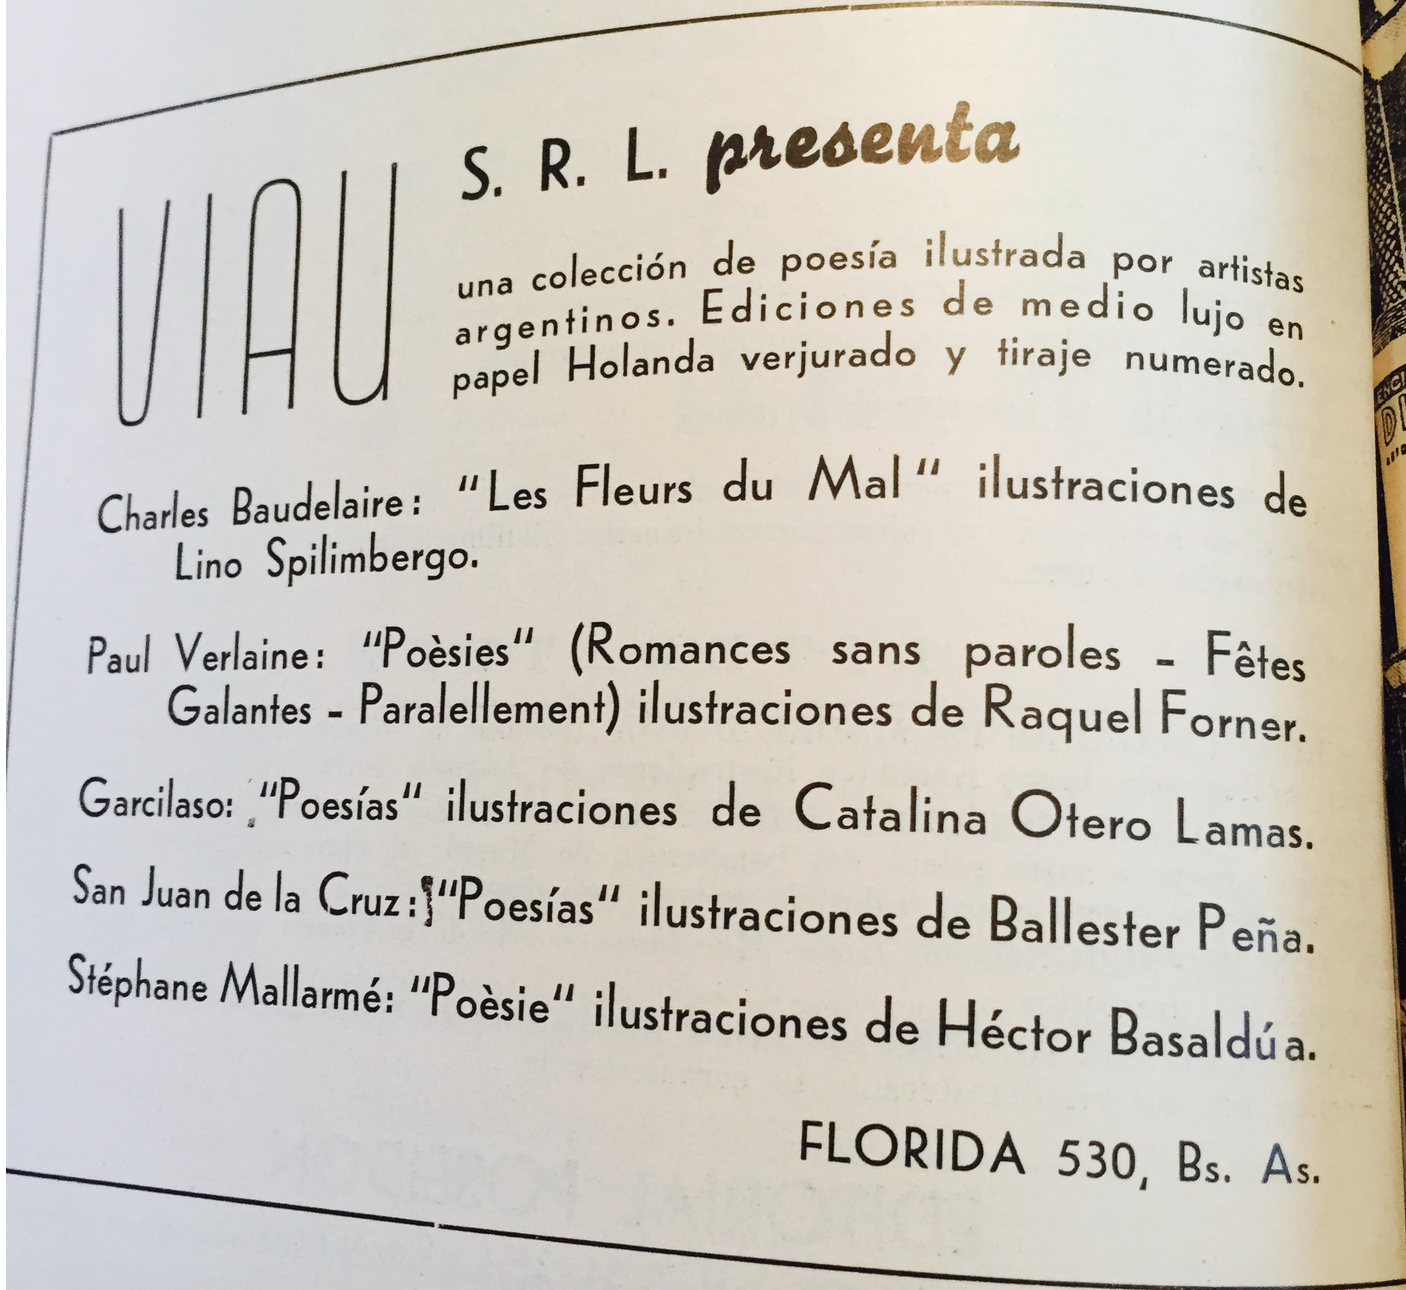 VIAU S. R. L. presenta
una colección de poesía ilustrada por artistas
argentinos. Ediciones de medio lujo en
papel Holanda verjurado y tiraje numerado.
Charles Baudelaire: "Les Fleurs du Mal" ilustraciones de
Lino Spilimbergo.
Paul Verlaine: "Poèsies" (Romances sans paroles - Fêtes
Galantes - Paralellement) ilustraciones de Raquel Forner.
Garcilaso: "Poesías" ilustraciones de Catalina Otero Lamas.
San Juan de la Cruz: "Poesías" ilustraciones de Ballester Peña.
Stéphane Mallarmé: "Poèsie" ilustraciones de Héctor Basaldúa.
FLORIDA 530, Bs. As.